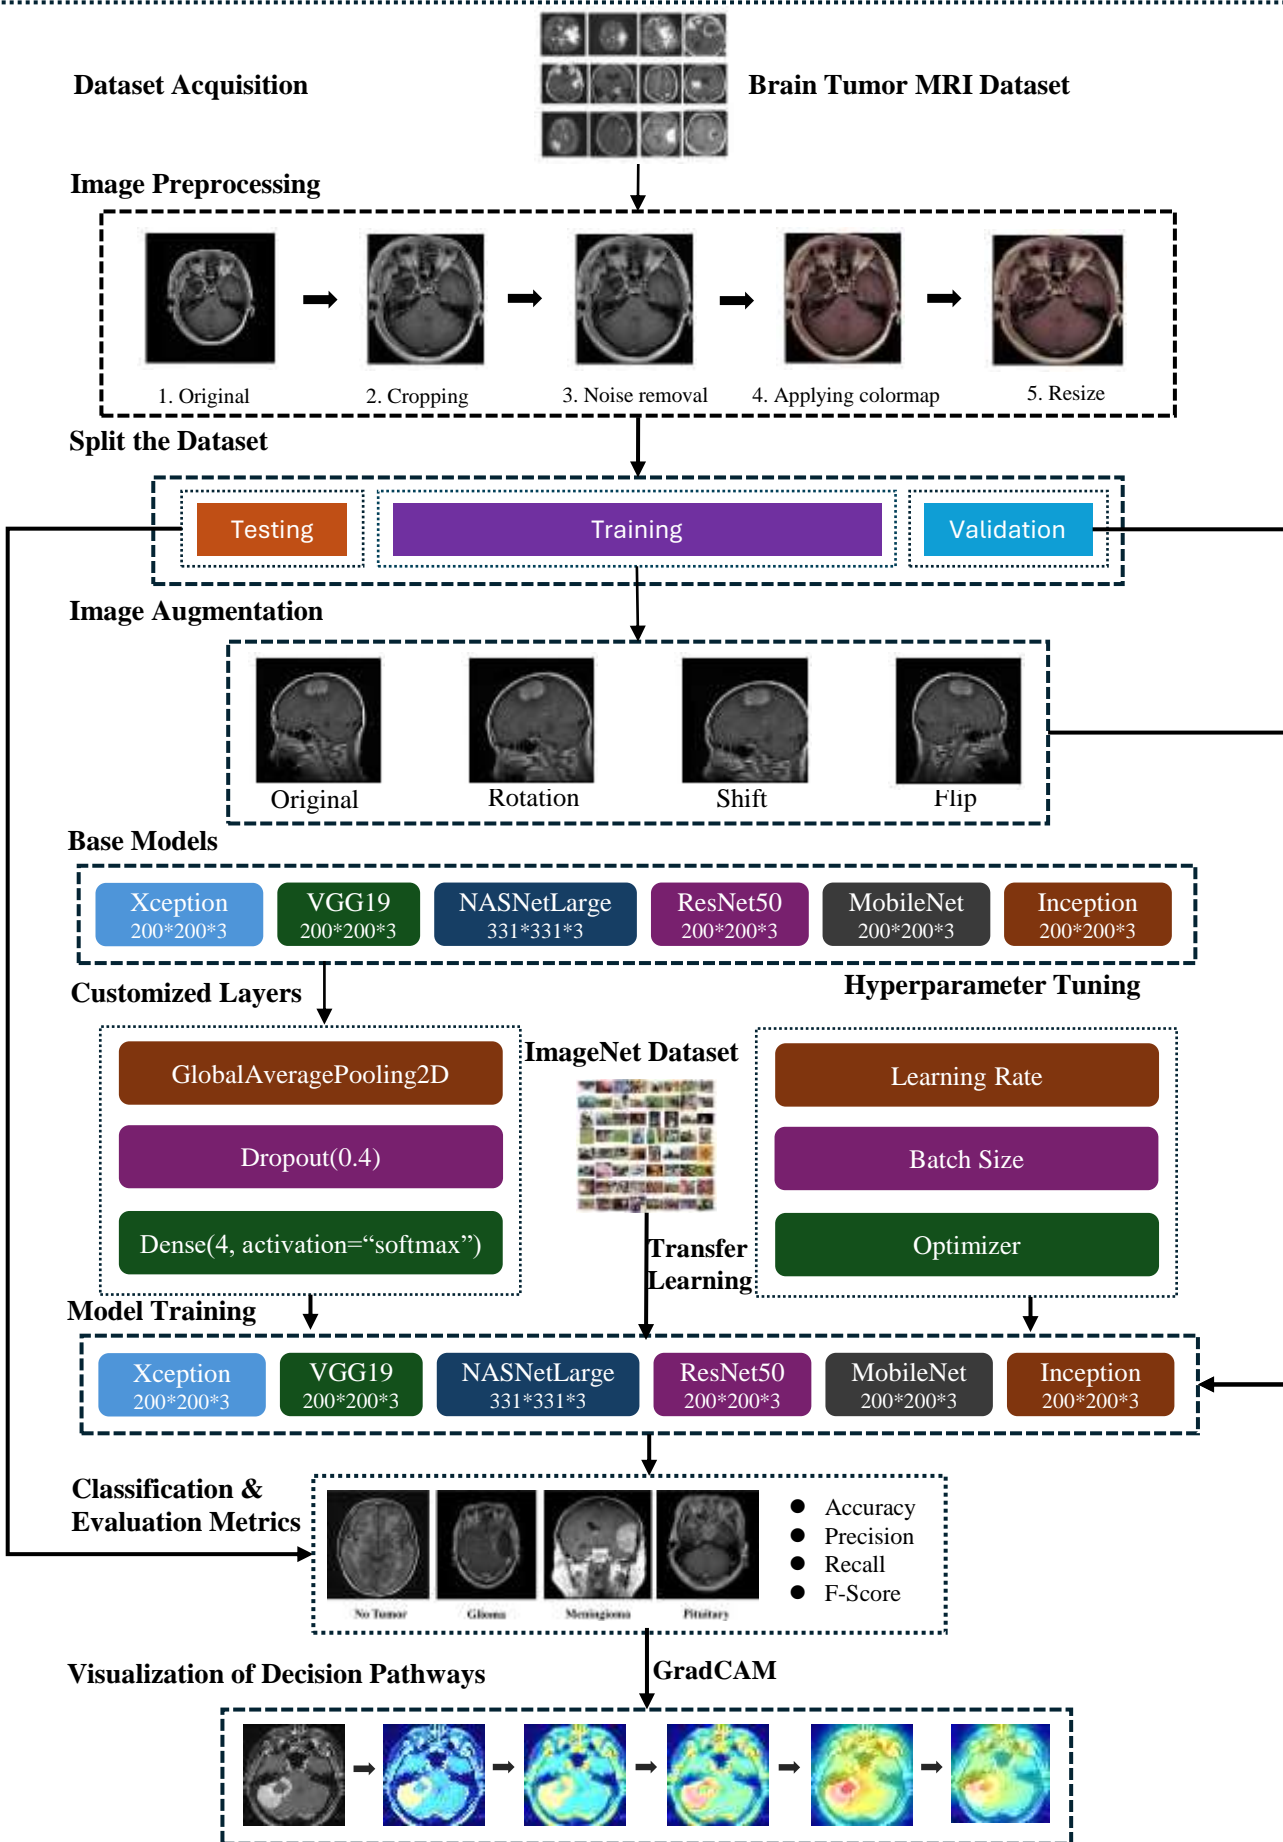 Dataset Acquisition
Brain Tumor MRI Dataset
Image Preprocessing
1. Original
2. Cropping
3. Noise removal
4. Applying colormap
5. Resize
Split the Dataset
Testing
Training
Validation
Image Augmentation
Original
Rotation
Shift
Flip
Base Models
Xception
200*200*3
VGG19
200*200*3
NASNetLarge
331*331*3
ResNet50
200*200*3
MobileNet
200*200*3
Inception
200*200*3
Customized Layers
Hyperparameter Tuning
GlobalAveragePooling2D
Dropout(0.4)
Dense(4, activation=“softmax”)
ImageNet Dataset
Transfer
Learning
Learning Rate
Batch Size
Optimizer
Model Training
Xception
200*200*3
VGG19
200*200*3
NASNetLarge
331*331*3
ResNet50
200*200*3
MobileNet
200*200*3
Inception
200*200*3
Classification &
Evaluation Metrics
No Tumor
Glioma
Meningioma
Pituitary
● Accuracy
● Precision
● Recall
● F-Score
Visualization of Decision Pathways
GradCAM